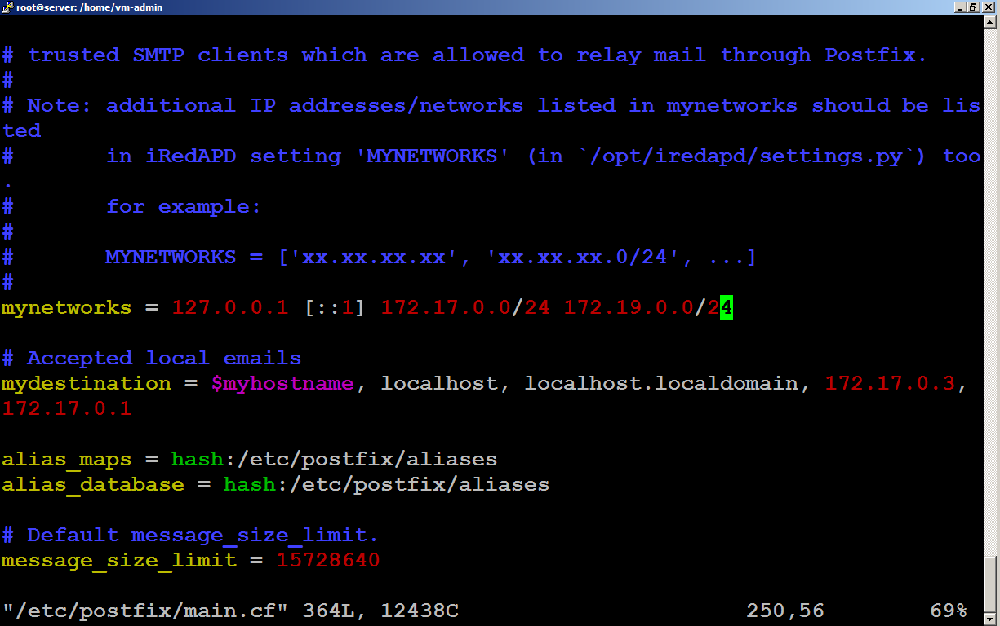 root@server: /home/vm-admin
# trusted SMTP clients which are allowed to relay mail through Postfix.
#
# Note: additional IP addresses/networks listed in mynetworks should be lis
ted
#       in iRedAPD setting 'MYNETWORKS' (in `/opt/iredapd/settings.py`) too
.
#       for example:
#
#       MYNETWORKS = ['xx.xx.xx.xx', 'xx.xx.xx.0/24', ...]
#
mynetworks = 127.0.0.1 [::1] 172.17.0.0/24 172.19.0.0/24
# Accepted local emails
mydestination = $myhostname, localhost, localhost.localdomain, 172.17.0.3,
172.17.0.1
alias_maps = hash:/etc/postfix/aliases
alias_database = hash:/etc/postfix/aliases
# Default message_size_limit.
message_size_limit = 15728640
"/etc/postfix/main.cf" 364L, 12438C 250,56 69%